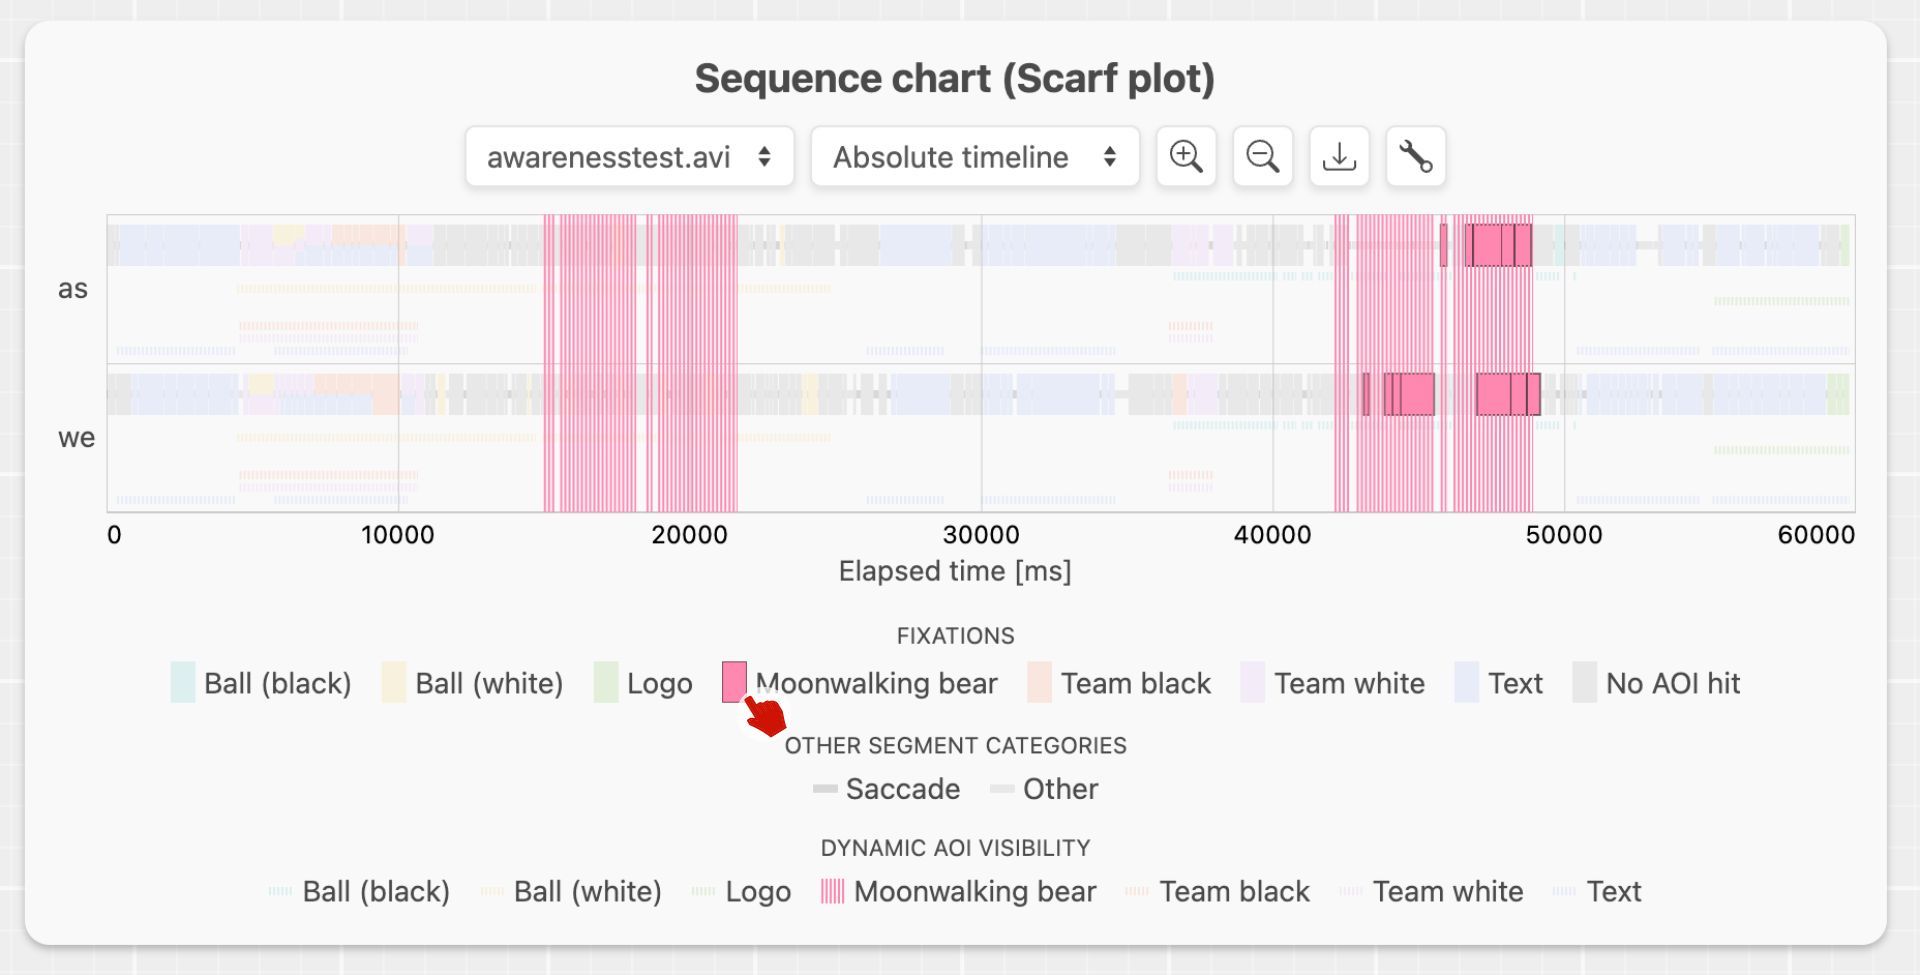 Sequence chart (Scarf plot)
awarenesstest.avi Absolute timeline
as
we
0 10000 20000 30000 40000 50000 60000
Elapsed time [ms]
FIXATIONS
Ball (black) Ball (white) Logo Moonwalking bear Team black Team white Text No AOI hit
OTHER SEGMENT CATEGORIES
Saccade Other
DYNAMIC AOI VISIBILITY
Ball (black) Ball (white) Logo Moonwalking bear Team black Team white Text